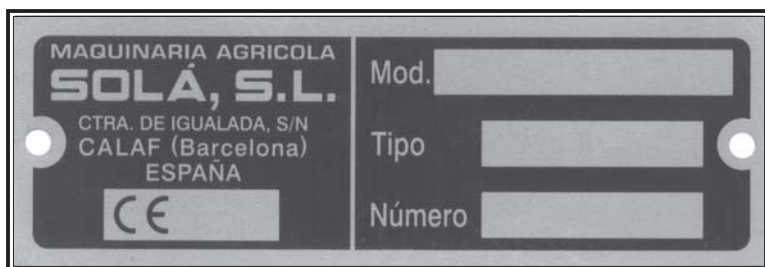 MAQUINARIA AGRICOLA
SOLÁ, S.L.
CTRA. DE IGUALADA, S/N
CALAF (Barcelona)
ESPAÑA
CE
Mod.
Tipo
Número